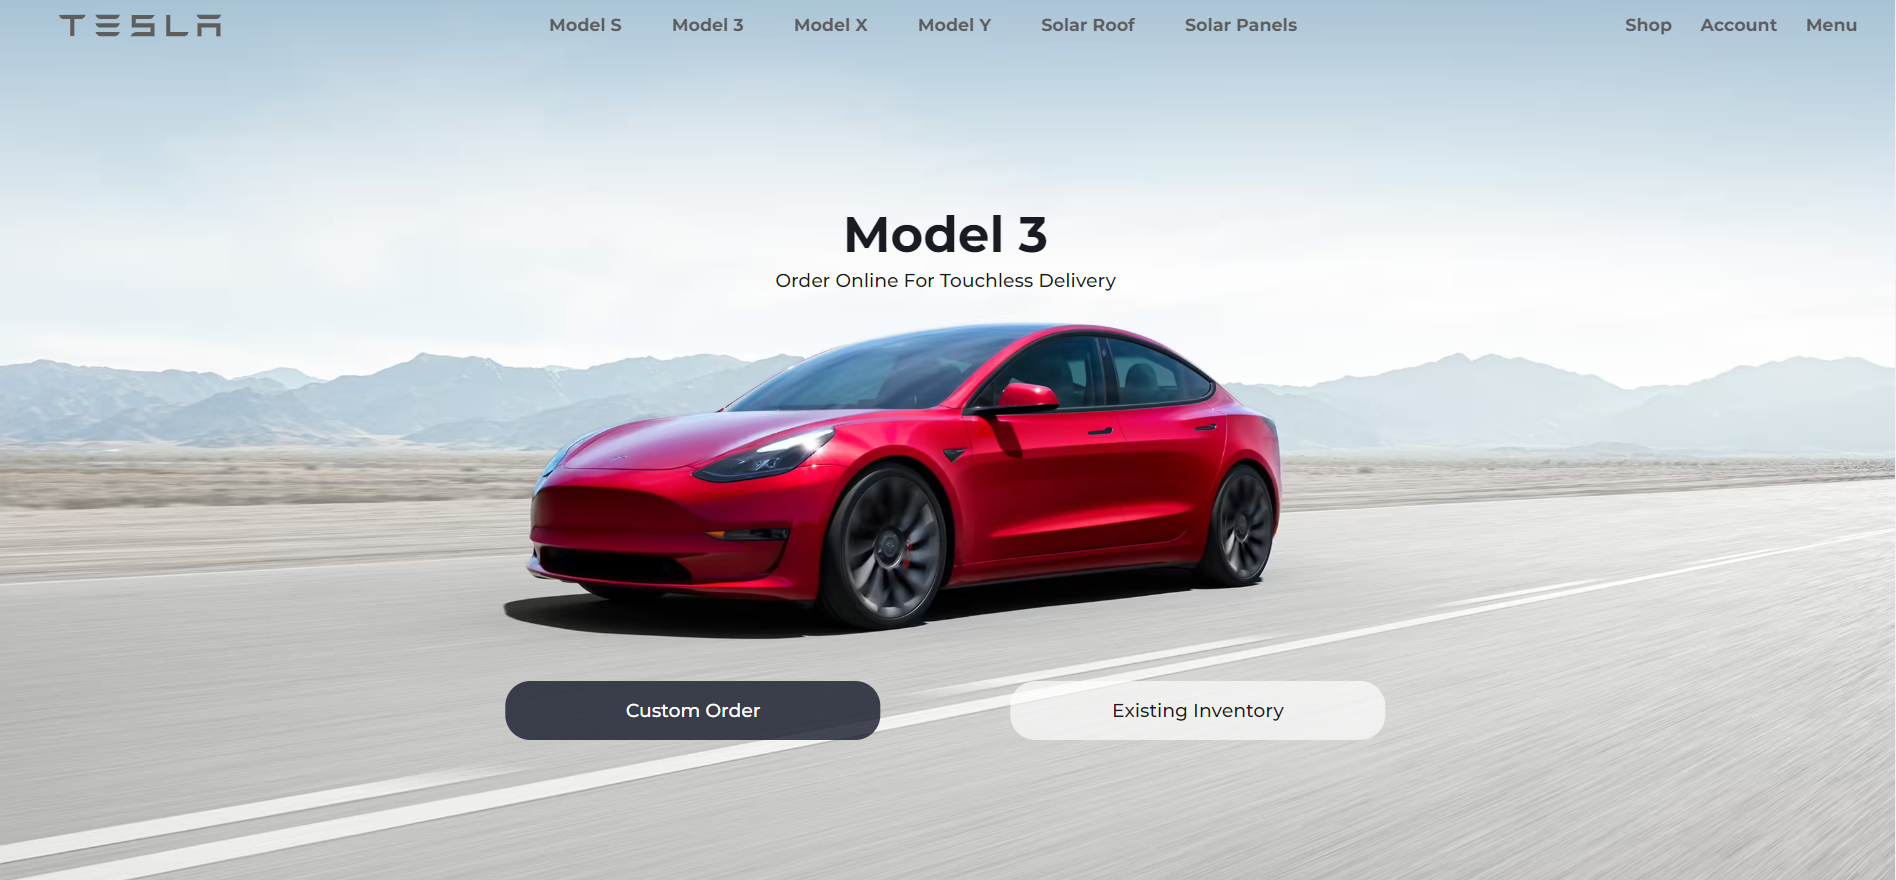 TESLA
Model S
Model 3
Model X
Model Y
Solar Roof
Solar Panels
Shop
Account
Menu
Model 3
Order Online For Touchless Delivery
Custom Order
Existing Inventory